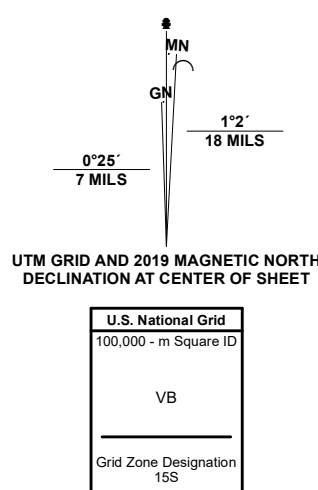 MN
GN
1°2´
18 MILS
0°25´
7 MILS
UTM GRID AND 2019 MAGNETIC NORTH
DECLINATION AT CENTER OF SHEET
U.S. National Grid
100,000 - m Square ID
VB
Grid Zone Designation
15S